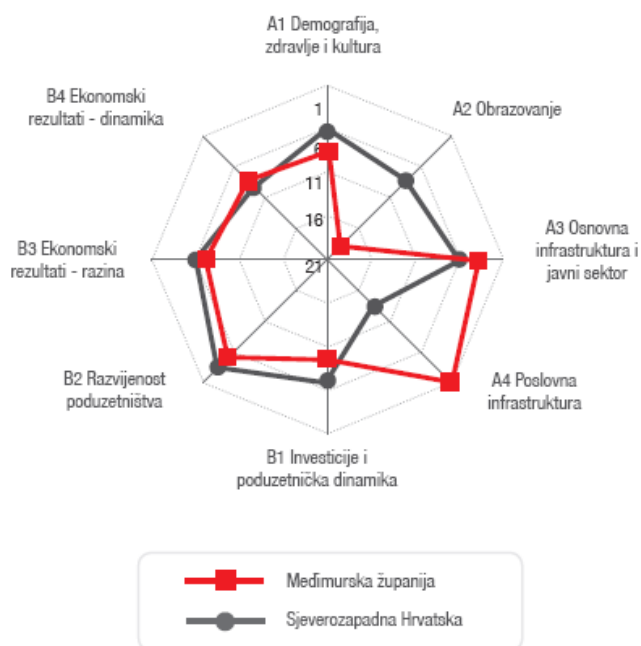 A1 Demografija,
zdravlje i kultura
B4 Ekonomski
rezultati - dinamika
A2 Obrazovanje
1
6
11
16
21
B3 Ekonomski
rezultati - razina
A3 Osnovna
infrastruktura i
javni sektor
B2 Razvijenost
poduzetništva
A4 Poslovna
infrastruktura
B1 Investicije i
poduzetnička dinamika
Međimurska županija
Sjeverozapadna Hrvatska